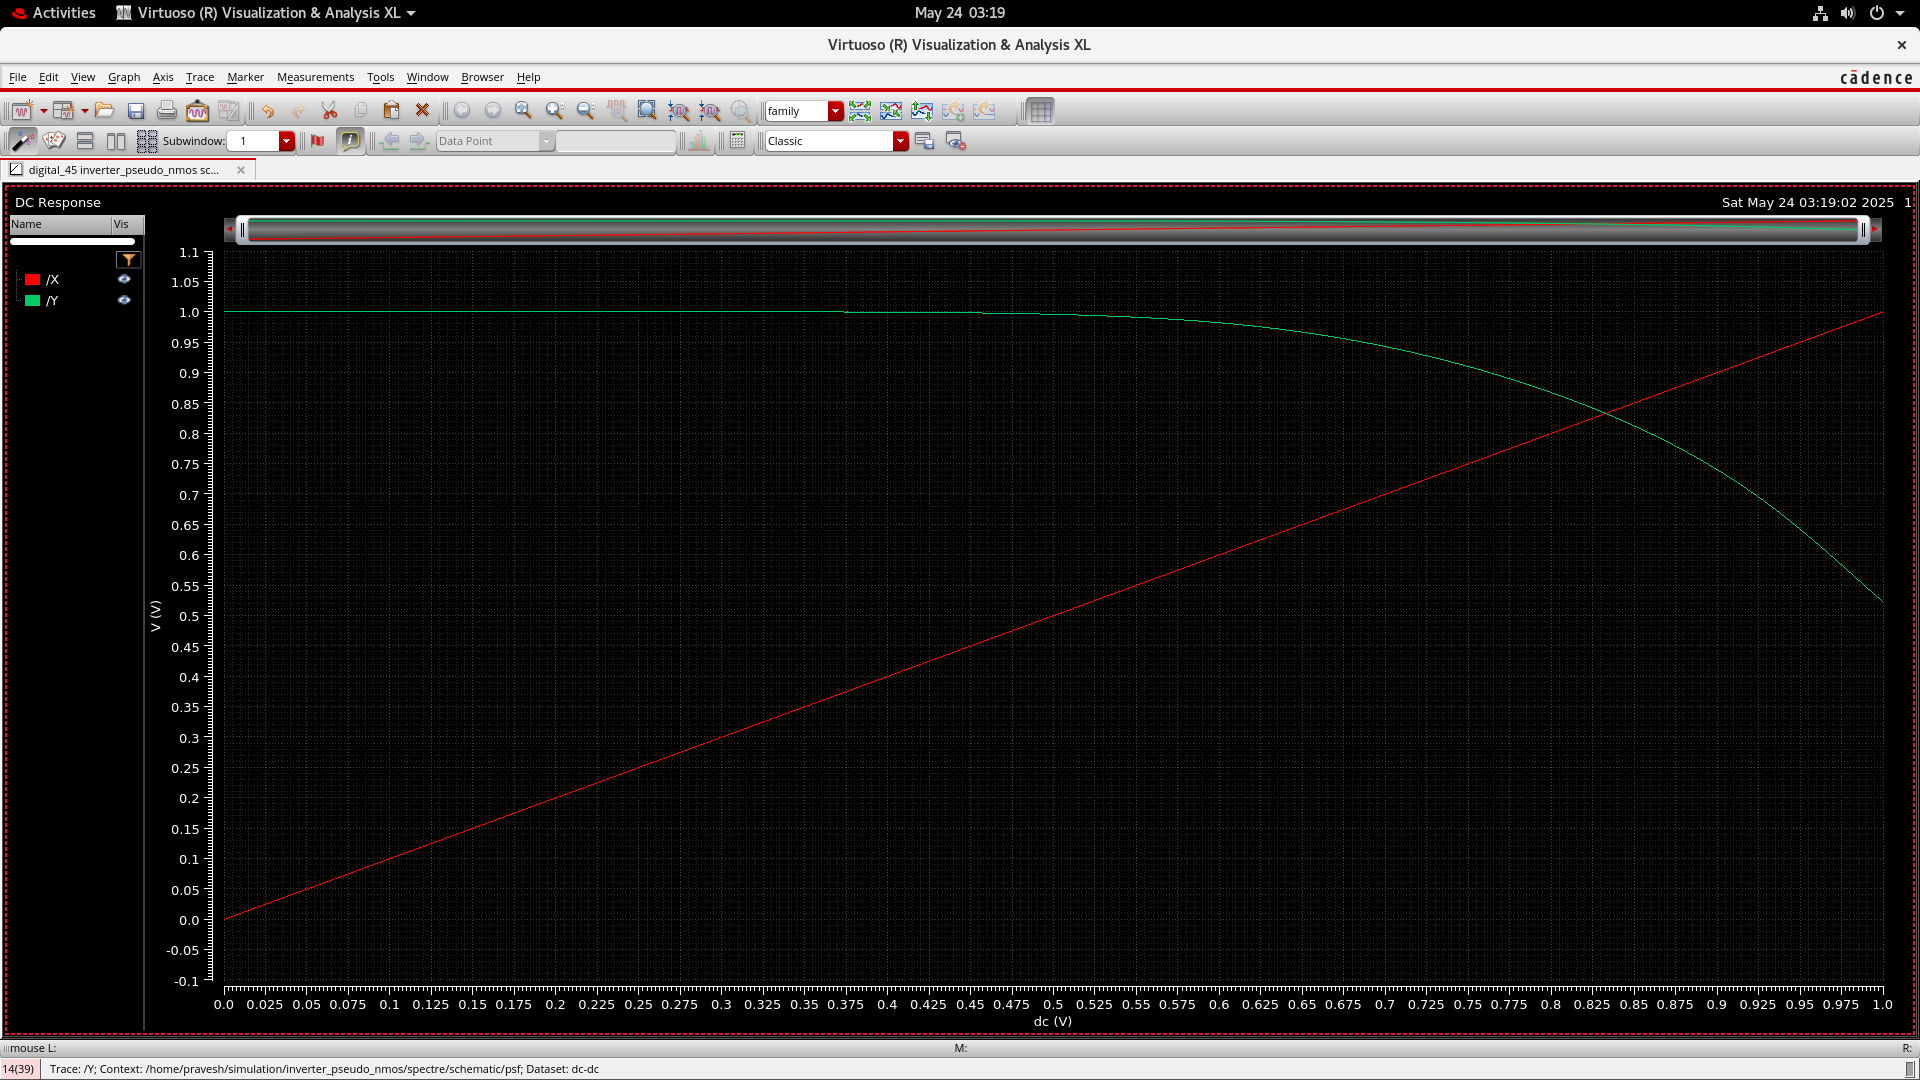 Activities Virtuoso (R) Visualization & Analysis XL May 24 03:19
Virtuoso (R) Visualization & Analysis XL
File Edit View Graph Axis Trace Marker Measurements Tools Window Browser Help cādence
family
Subwindow: 1 Data Point Classic
digital_45 inverter_pseudo_nmos sc...
DC Response Sat May 24 03:19:02 2025 1
Name Vis
/X
/Y
1.1
1.05
1.0
0.95
0.9
0.85
0.8
0.75
0.7
0.65
0.6
0.55
0.5
0.45
0.4
0.35
0.3
0.25
0.2
0.15
0.1
0.05
0.0
-0.05
-0.1
V (V)
0.0 0.025 0.05 0.075 0.1 0.125 0.15 0.175 0.2 0.225 0.25 0.275 0.3 0.325 0.35 0.375 0.4 0.425 0.45 0.475 0.5 0.525 0.55 0.575 0.6 0.625 0.65 0.675 0.7 0.725 0.75 0.775 0.8 0.825 0.85 0.875 0.9 0.925 0.95 0.975 1.0
dc (V)
mouse L: M: R:
14(39) Trace: /Y; Context: /home/pravesh/simulation/inverter_pseudo_nmos/spectre/schematic/psf; Dataset: dc-dc